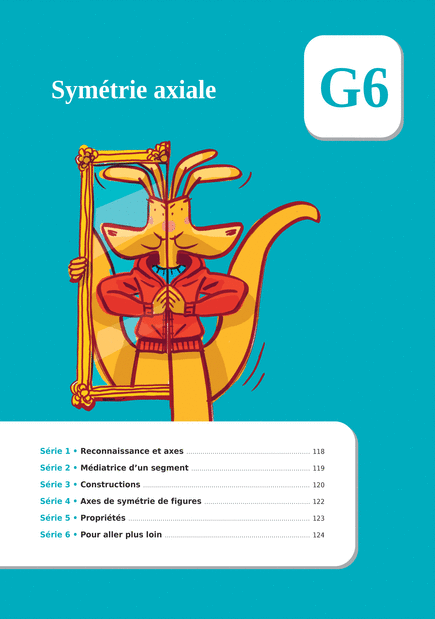 Symétrie axiale
G6
Série 1 • Reconnaissance et axes 118
Série 2 • Médiatrice d'un segment 119
Série 3 • Constructions 120
Série 4 • Axes de symétrie de figures 122
Série 5 • Propriétés 123
Série 6 • Pour aller plus loin 124